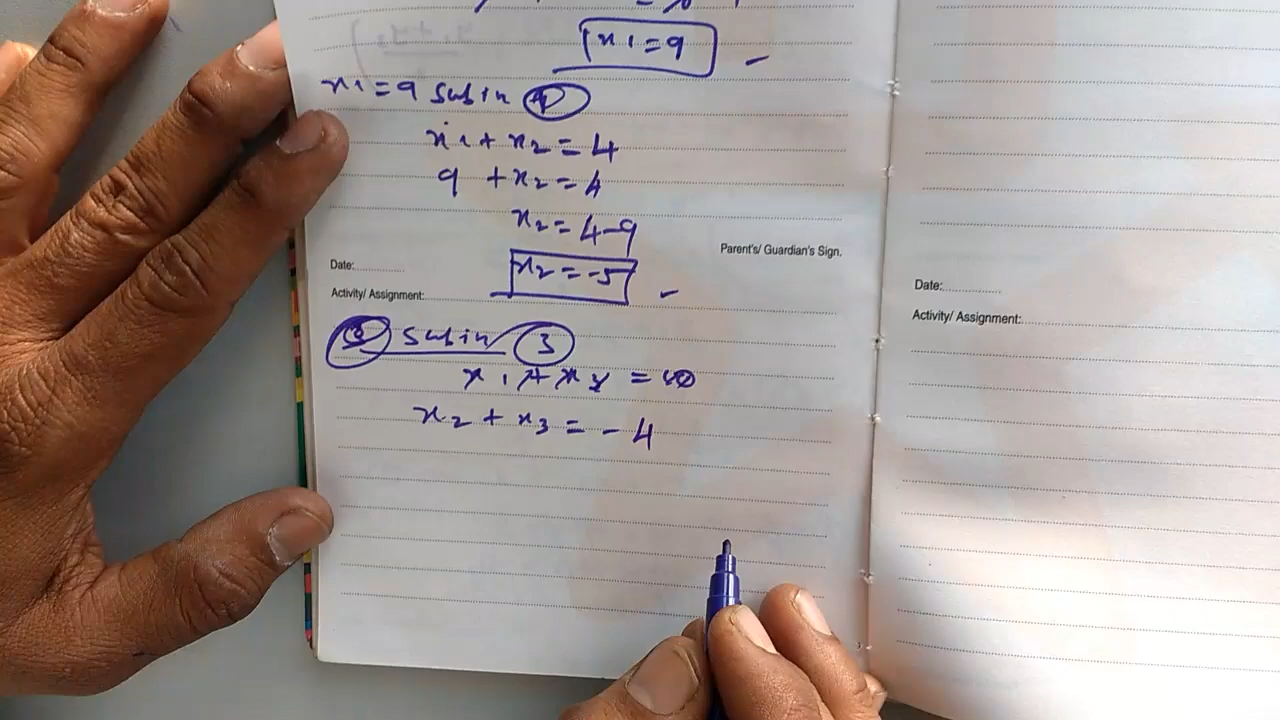 x1 = 9
x1 = 9 sub in
x1 + x2 = 4
9 + x2 = 4
x2 = 4-9
Parent's/ Guardian's Sign.
x2 = -5
Date:
Activity/ Assignment:
sub in 3
x2 + x3 = - 4
Date:
Activity/ Assignment: